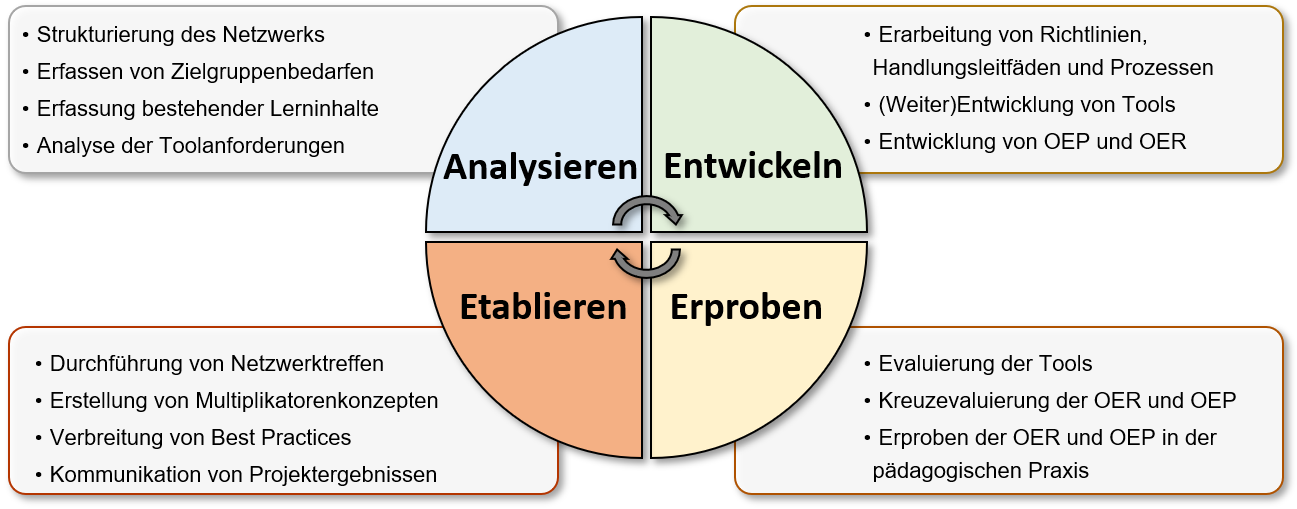 • Strukturierung des Netzwerks
• Erfassen von Zielgruppenbedarfen
• Erfassung bestehender Lerninhalte
• Analyse der Toolanforderungen
Analysieren
• Erarbeitung von Richtlinien,
Handlungsleitfäden und Prozessen
• (Weiter)Entwicklung von Tools
• Entwicklung von OEP und OER
Entwickeln
• Durchführung von Netzwerktreffen
• Erstellung von Multiplikatorenkonzepten
• Verbreitung von Best Practices
• Kommunikation von Projektergebnissen
Etablieren
Erproben
• Evaluierung der Tools
• Kreuzevaluierung der OER und OEP
• Erproben der OER und OEP in der
pädagogischen Praxis